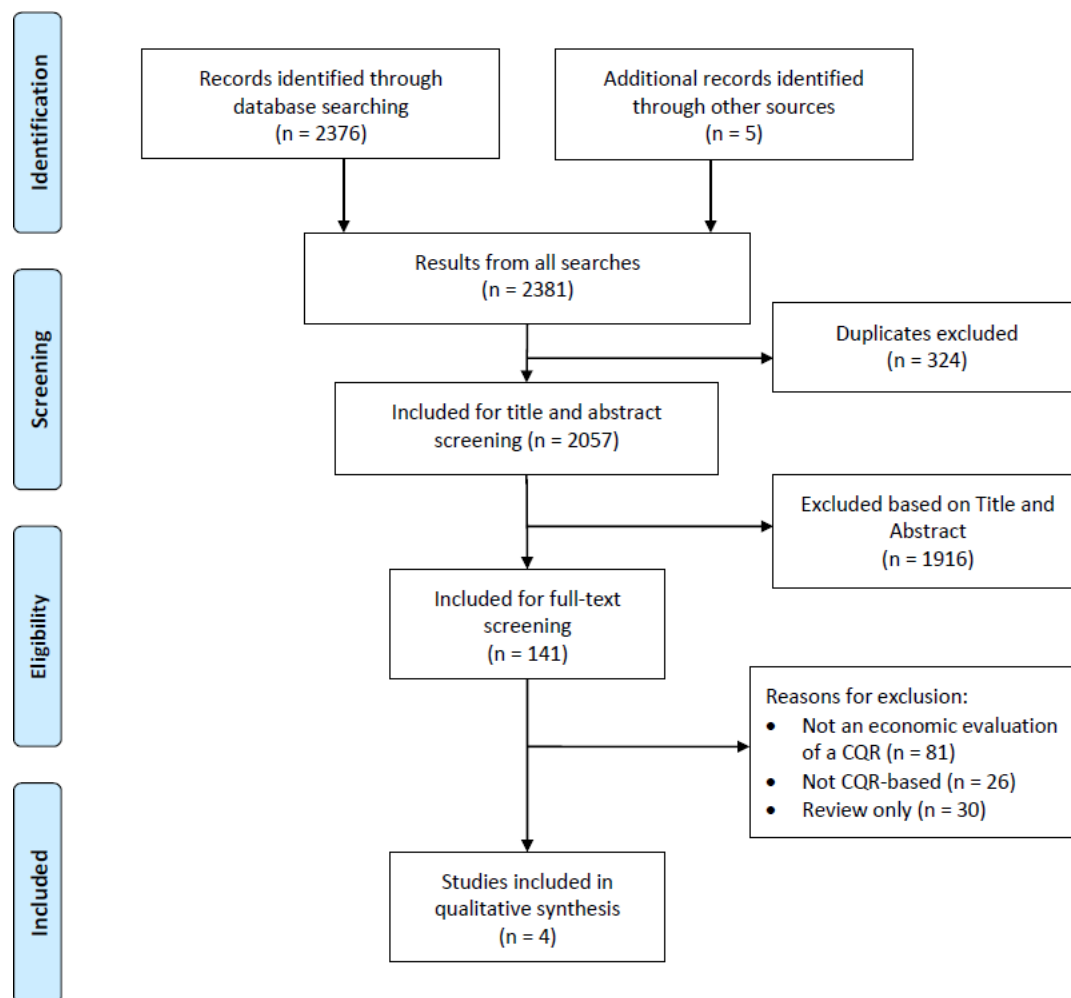 Identification
Records identified through
database searching
(n = 2376)
Additional records identified
through other sources
(n = 5)
Results from all searches
(n = 2381)
Screening
Duplicates excluded
(n = 324)
Included for title and abstract
screening (n = 2057)
Excluded based on Title and
Abstract
(n = 1916)
Eligibility
Included for full-text
screening
(n = 141)
Reasons for exclusion:
• Not an economic evaluation
of a CQR (n = 81)
• Not CQR-based (n = 26)
• Review only (n = 30)
Included
Studies included in
qualitative synthesis
(n = 4)